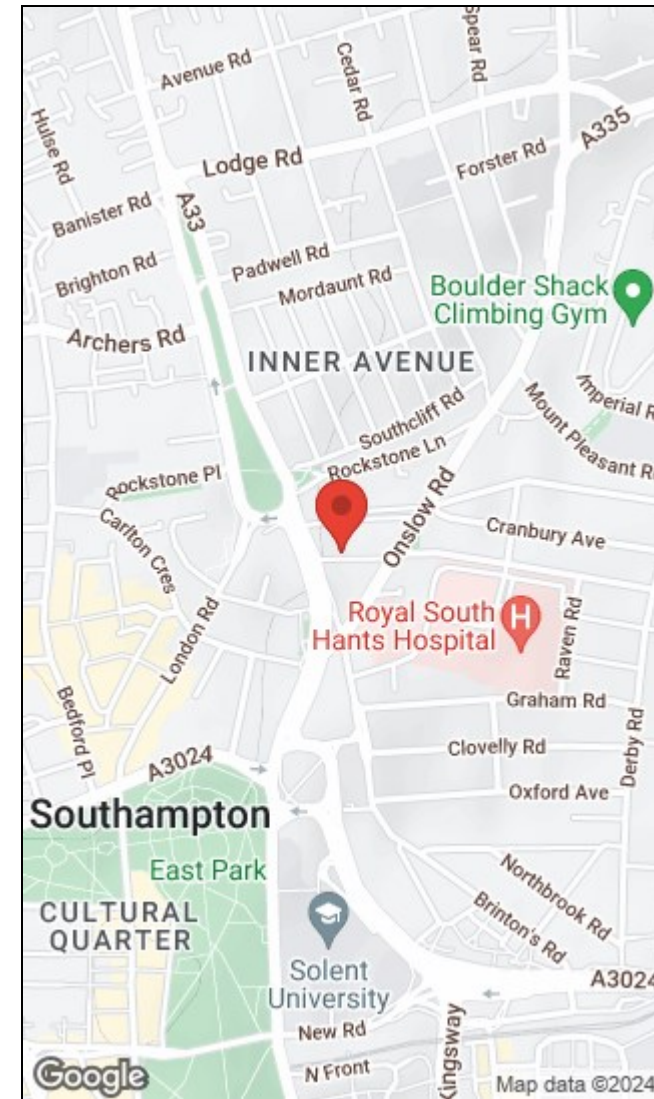 Spear Rd
Cedar Rd
Avenue Rd
A335
Hulse Rd
Lodge Rd
Forster Rd
Banister Rd
A33
Padwell Rd
Brighton Rd
Mordaunt Rd
Boulder Shack
Climbing Gym
Archers Rd
INNER AVENUE
Imperial R
Mount Pleasant R
Southcliff Rd
Rockstone Ln
Rockstone Pl
Onslow Rd
Carlton Cres
Cranbury Ave
London Rd
Royal South
Hants Hospital
H
Raven Rd
Bedford Pl
Graham Rd
Derby Rd
Clovelly Rd
A3024
Oxford Ave
Southampton
East Park
Northbrook Rd
CULTURAL
QUARTER
Brinton's Rd
Solent
University
A3024
New Rd
Kingsway
N Front
Google
Map data ©2024